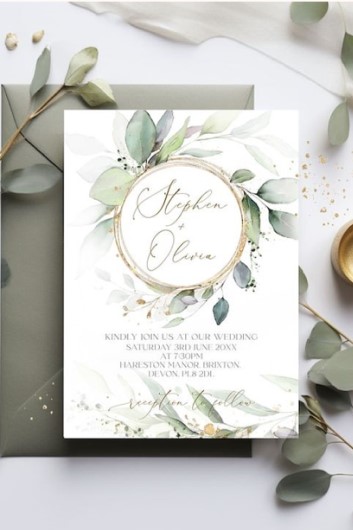 Stephen
+
Olivia
KINDLY JOIN US AT OUR WEDDING
SATURDAY 3RD JUNE 20XX
AT 7:30PM
HARESTON MANOR, BRIXTON,
DEVON, PL8 2DL
reception to follow